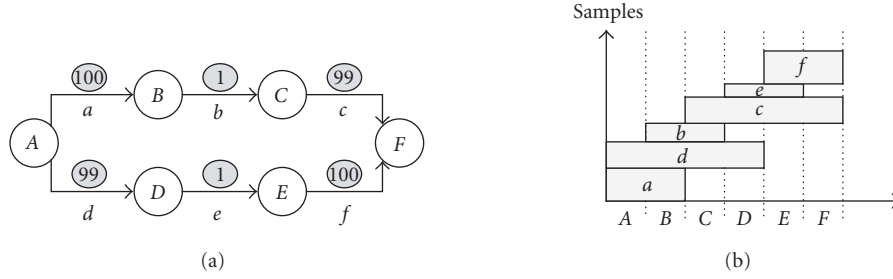 Samples
100 1 99
a B b C c
A F
99 1 100
d D e E f
(a)
f
e
c
b
d
a
A B C D E F
(b)